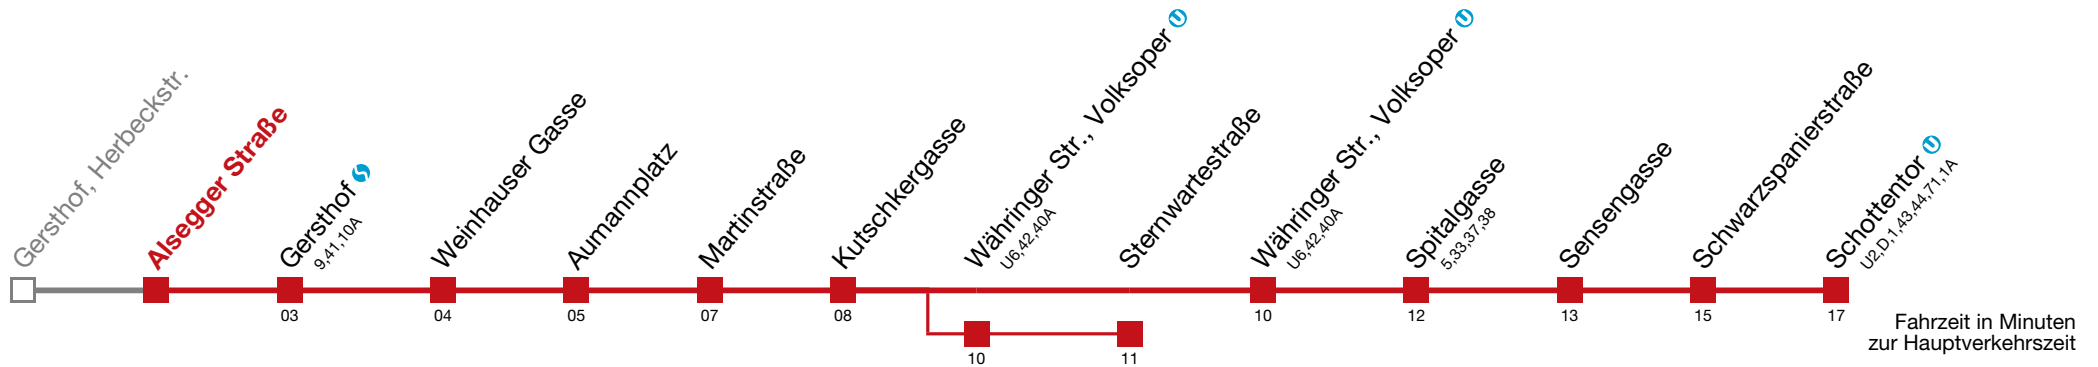 Gersthof, Herbeckstr.
Alsegger Straße
Gersthof
9,41,10A
Weinhauser Gasse
Aumannplatz
Martinstraße
Kutschkergasse
Währinger Str., Volksoper U
U6,42,40A
Sternwartestraße
Währinger Str., Volksoper U
U6,42,40A
Spitalgasse
5,33,37,38
Sensengasse
Schwarzspanierstraße
Schottentor U
U2,D,1,43,44,71,1A
03
04
05
07
08
10
12
13
15
17
10
11
Fahrzeit in Minuten
zur Hauptverkehrszeit